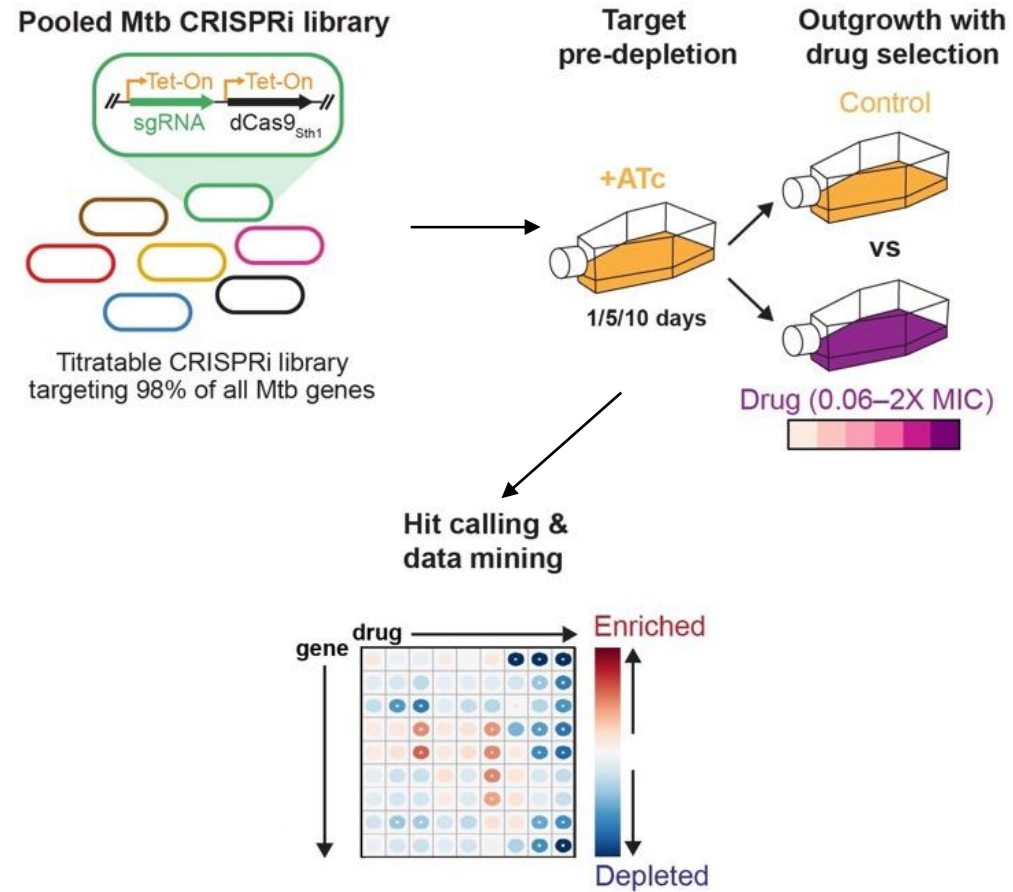 Pooled Mtb CRISPRi library
Tet-On Tet-On
sgRNA dCas9Sth1
Titratable CRISPRi library
targeting 98% of all Mtb genes
Target
pre-depletion
+ATc
1/5/10 days
Outgrowth with
drug selection
Control
vs
Drug (0.06–2X MIC)
Hit calling &
data mining
drug
gene
Enriched
Depleted